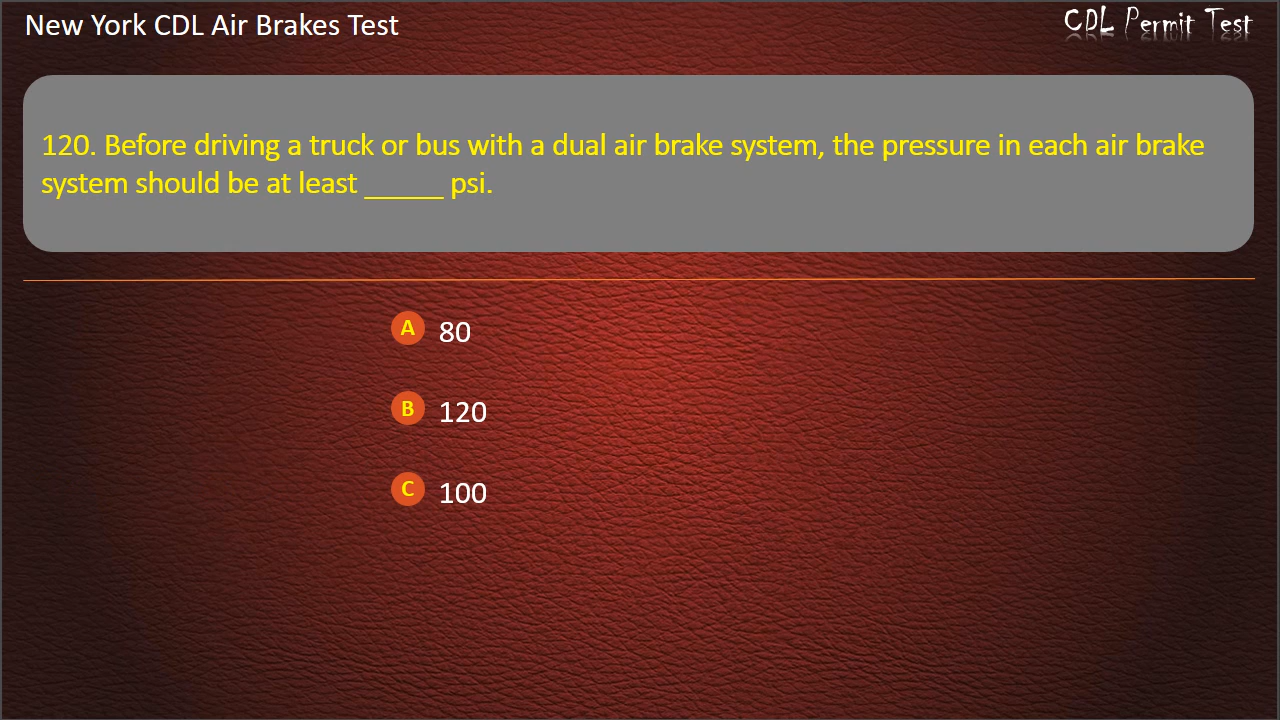 New York CDL Air Brakes Test
CDL Permit Test
120. Before driving a truck or bus with a dual air brake system, the pressure in each air brake
system should be at least _____ psi.
A 80
B 120
C 100